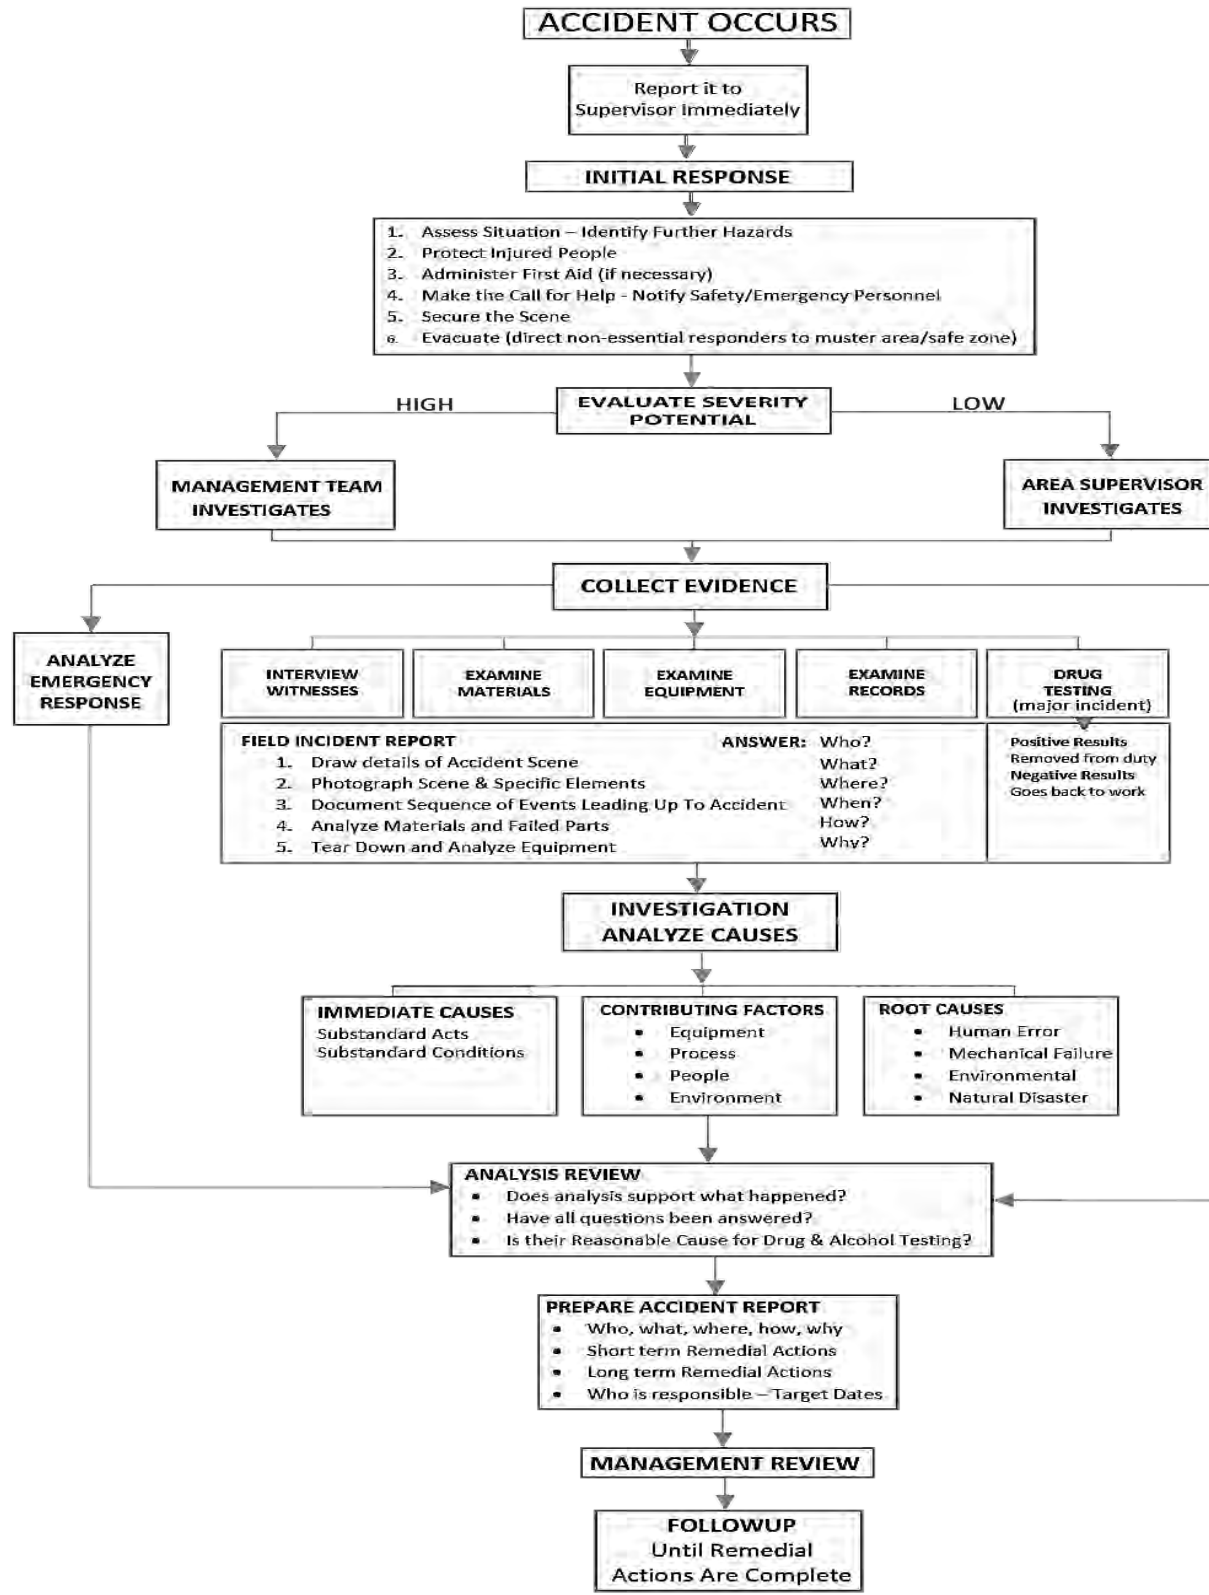 ACCIDENT OCCURS
Report it to
Supervisor Immediately
INITIAL RESPONSE
1. Assess Situation – Identify Further Hazards
2. Protect Injured People
3. Administer First Aid (if necessary)
4. Make the Call for Help - Notify Safety/Emergency Personnel
5. Secure the Scene
6. Evacuate (direct non-essential responders to muster area/safe zone)
EVALUATE SEVERITY
POTENTIAL
HIGH
LOW
MANAGEMENT TEAM
INVESTIGATES
AREA SUPERVISOR
INVESTIGATES
COLLECT EVIDENCE
ANALYZE
EMERGENCY
RESPONSE
INTERVIEW
WITNESSES
EXAMINE
MATERIALS
EXAMINE
EQUIPMENT
EXAMINE
RECORDS
DRUG
TESTING
(major incident)
FIELD INCIDENT REPORT
1. Draw details of Accident Scene
2. Photograph Scene & Specific Elements
3. Document Sequence of Events Leading Up To Accident
4. Analyze Materials and Failed Parts
5. Tear Down and Analyze Equipment
ANSWER: Who?
What?
Where?
When?
How?
Why?
Positive Results
Removed from duty
Negative Results
Goes back to work
INVESTIGATION
ANALYZE CAUSES
IMMEDIATE CAUSES
Substandard Acts
Substandard Conditions
CONTRIBUTING FACTORS
• Equipment
• Process
• People
• Environment
ROOT CAUSES
• Human Error
• Mechanical Failure
• Environmental
• Natural Disaster
ANALYSIS REVIEW
• Does analysis support what happened?
• Have all questions been answered?
• Is their Reasonable Cause for Drug & Alcohol Testing?
PREPARE ACCIDENT REPORT
• Who, what, where, how, why
• Short term Remedial Actions
• Long term Remedial Actions
• Who is responsible – Target Dates
MANAGEMENT REVIEW
FOLLOWUP
Until Remedial
Actions Are Complete